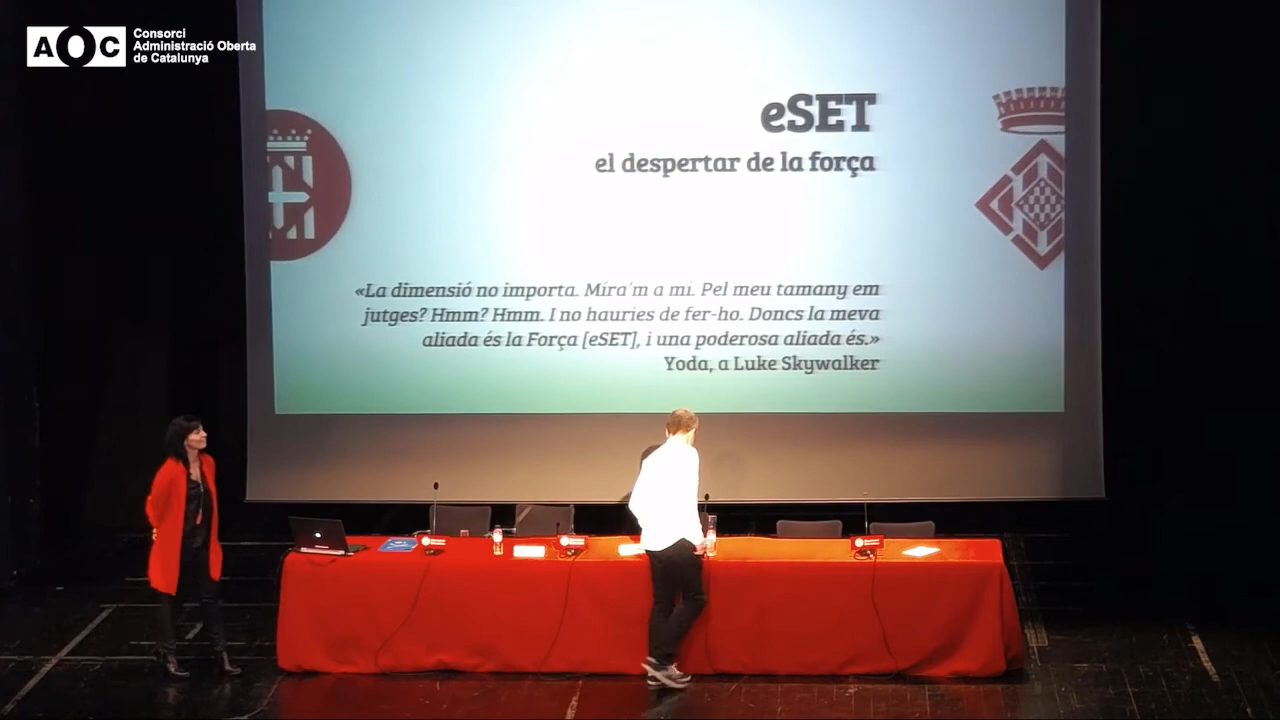 AOC
Consorci
Administració Oberta
de Catalunya
eSET
el despertar de la força
«La dimensió no importa. Mira'm a mi. Pel meu tamany em
jutges? Hmm? Hmm. I no hauries de fer-ho. Doncs la meva
aliada és la Força [eSET], i una poderosa aliada és.»
Yoda, a Luke Skywalker